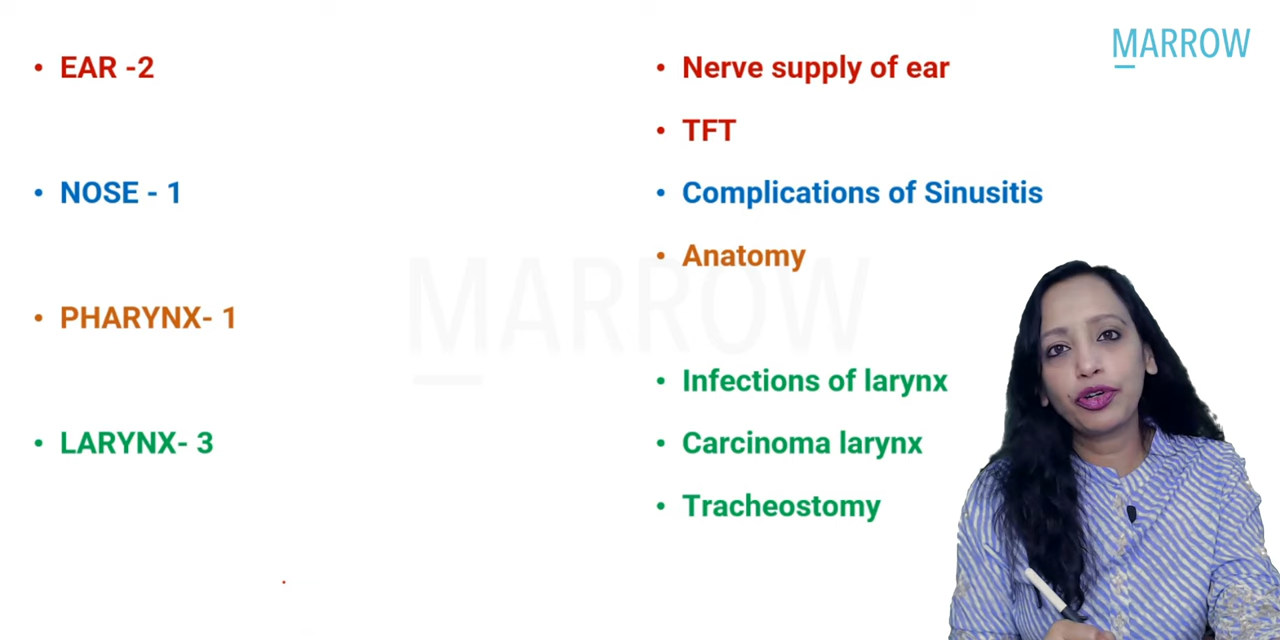 MARROW
• EAR -2
• NOSE - 1
• PHARYNX- 1
• LARYNX- 3
• Nerve supply of ear
• TFT
• Complications of Sinusitis
• Anatomy
• Infections of larynx
• Carcinoma larynx
• Tracheostomy
MARROW